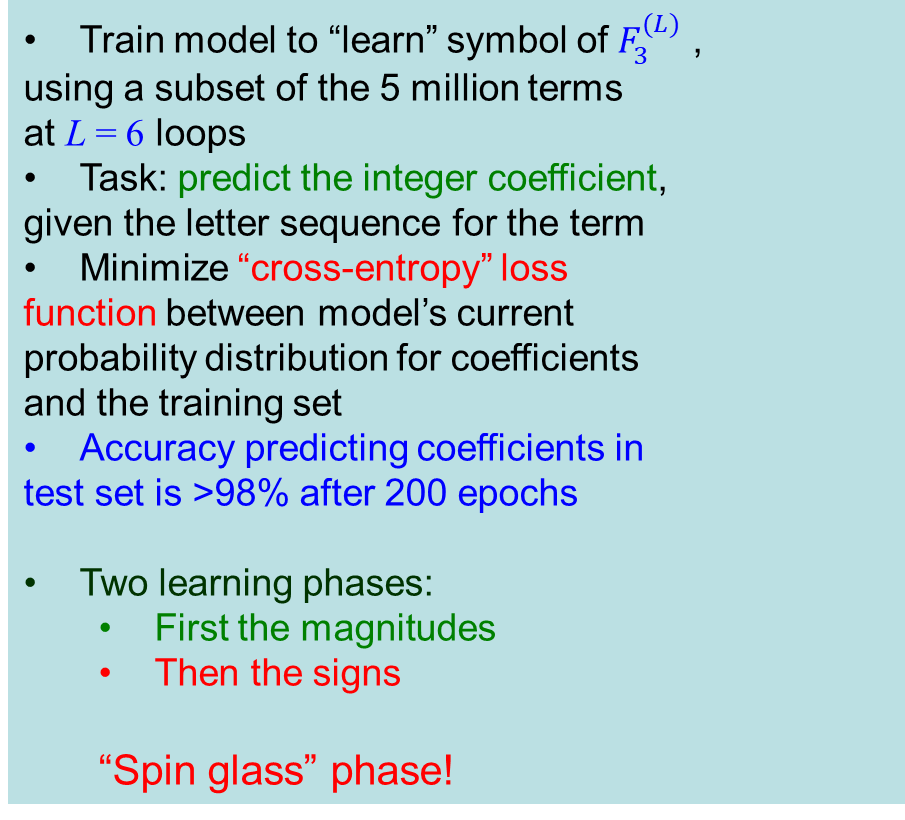 • Train model to “learn” symbol of F₃⁽ᴸ⁾ ,
using a subset of the 5 million terms
at L = 6 loops
• Task: predict the integer coefficient,
given the letter sequence for the term
• Minimize “cross-entropy” loss
function between model’s current
probability distribution for coefficients
and the training set
• Accuracy predicting coefficients in
test set is >98% after 200 epochs
• Two learning phases:
• First the magnitudes
• Then the signs
“Spin glass” phase!